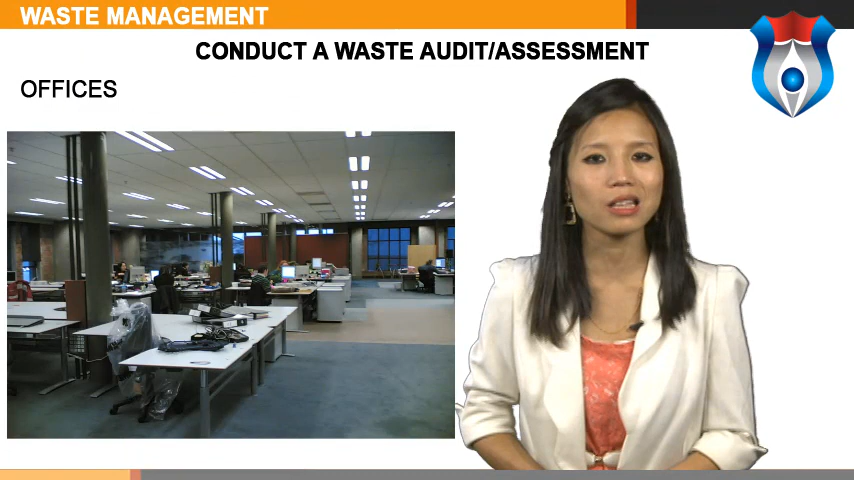 WASTE MANAGEMENT
CONDUCT A WASTE AUDIT/ASSESSMENT
OFFICES